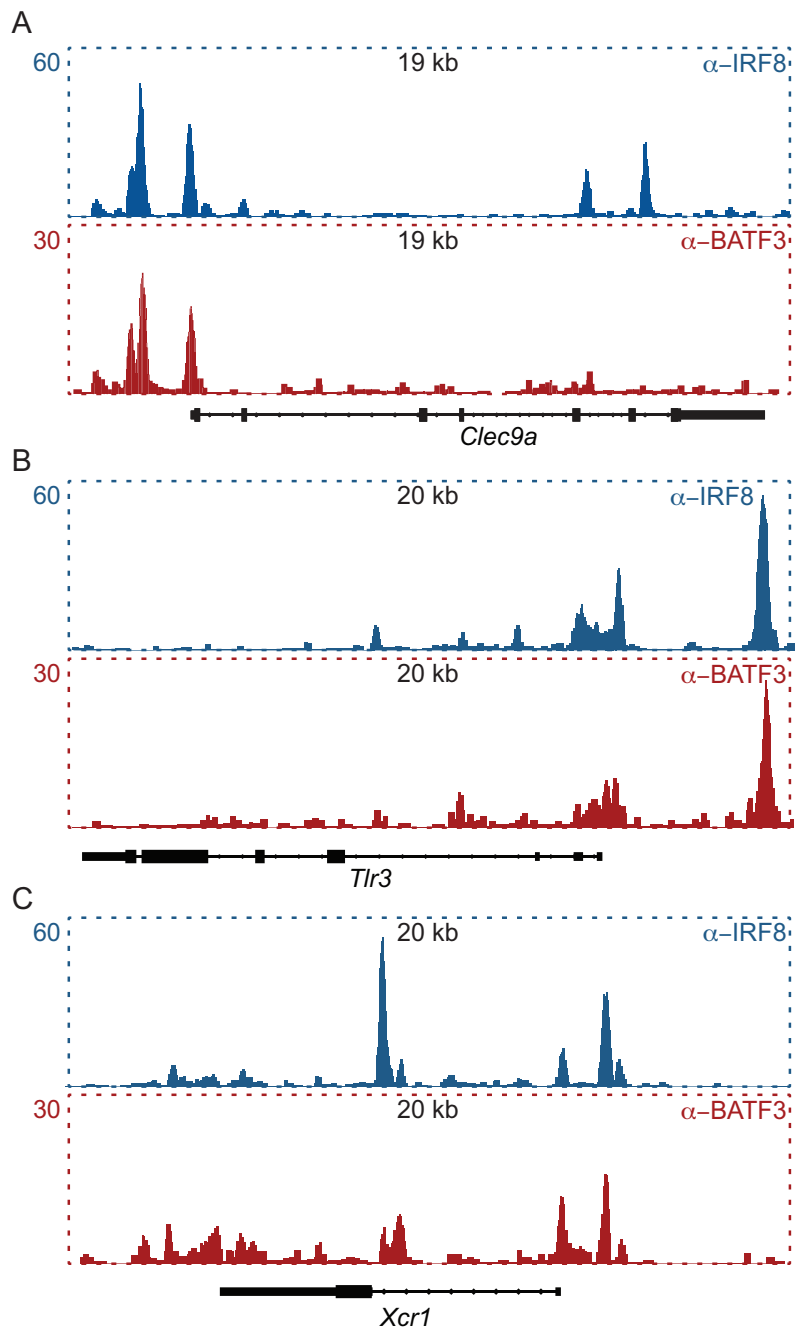 A
60 19 kb α–IRF8
30 19 kb α–BATF3
Clec9a
B
60 20 kb α–IRF8
30 20 kb α–BATF3
Tlr3
C
60 20 kb α–IRF8
30 20 kb α–BATF3
Xcr1